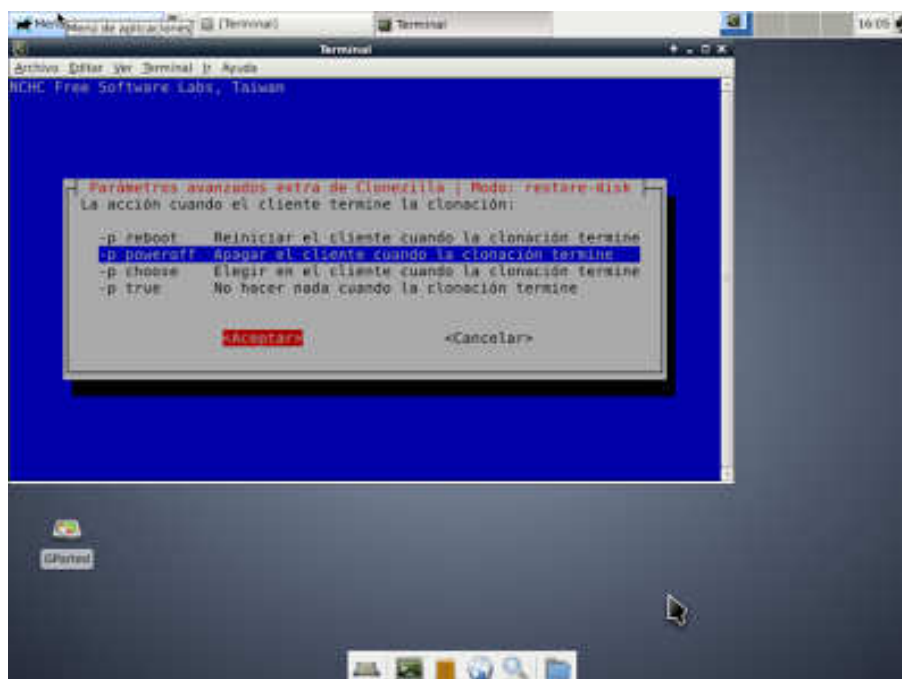 Menú de aplicaciones
[Terminal]
Terminal
16:05
Terminal
Archivo Editar Ver Terminal Ir Ayuda
NCHC Free Software Labs, Taiwan
Parámetros avanzados extra de Clonezilla | Modo: restore-disk
La acción cuando el cliente termine la clonación:
-p reboot Reiniciar el cliente cuando la clonación termine
-p poweroff Apagar el cliente cuando la clonación termine
-p choose Elegir en el cliente cuando la clonación termine
-p true No hacer nada cuando la clonación termine
<Aceptar> <Cancelar>
GParted